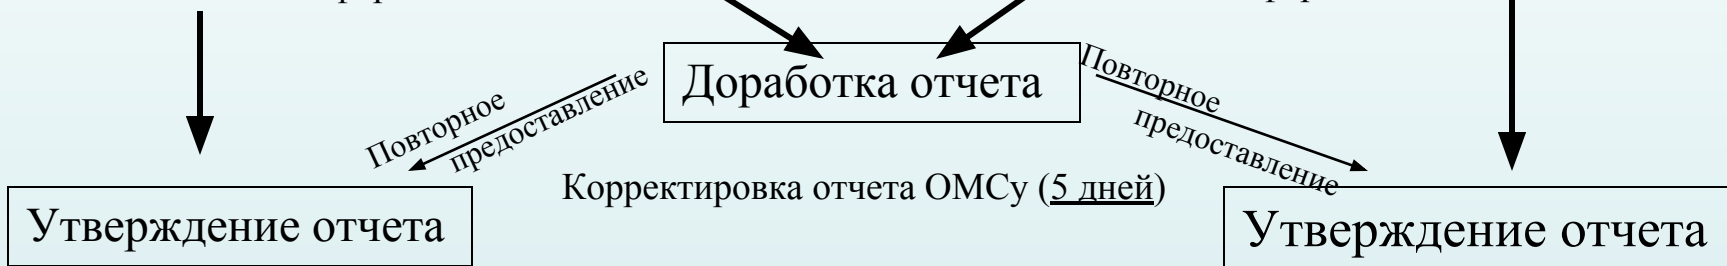 Доработка отчета
Повторное
предоставление
Повторное
предоставление
Корректировка отчета ОМСу (5 дней)
Утверждение отчета
Утверждение отчета